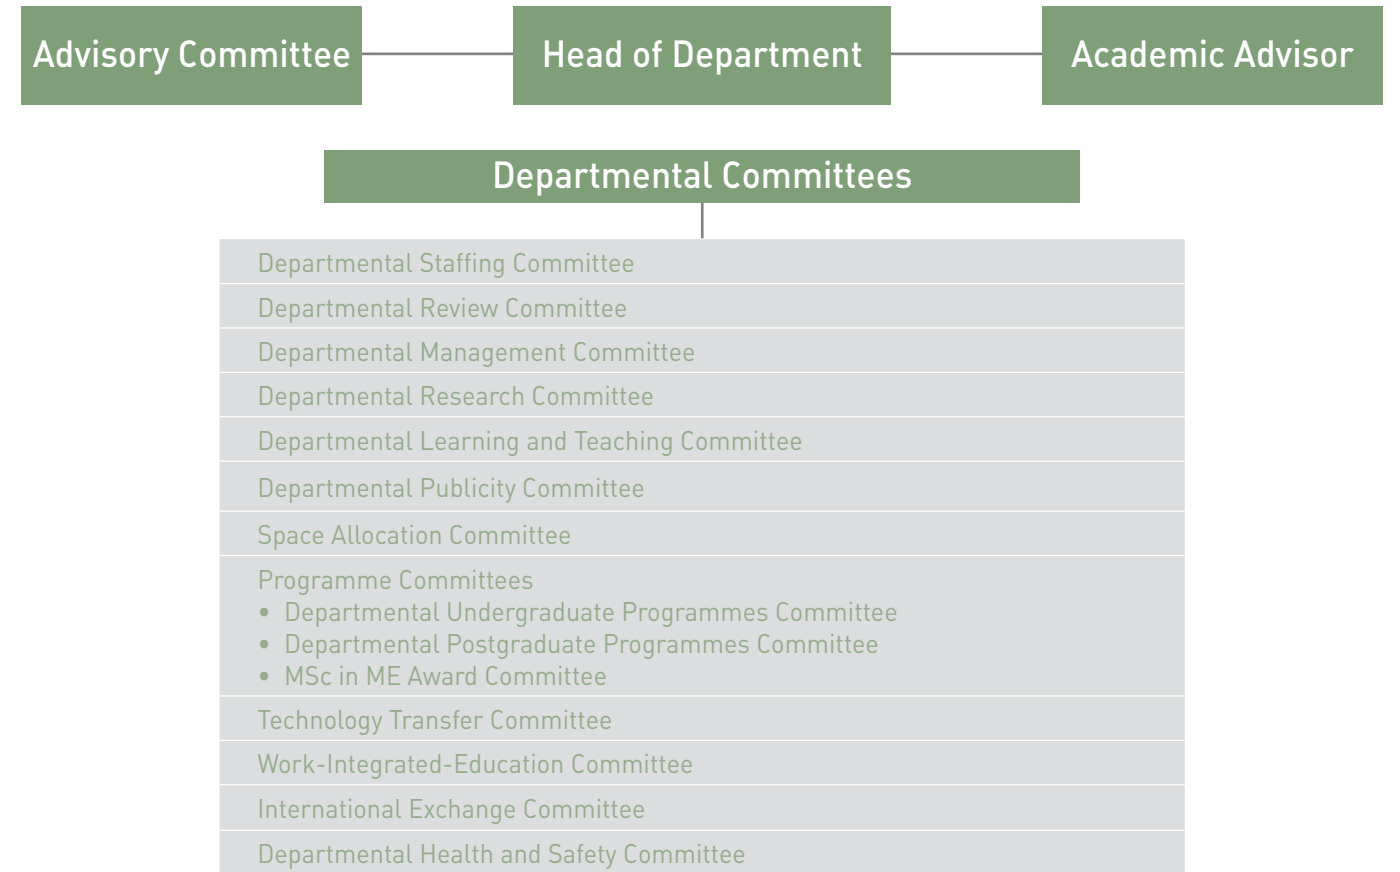 Advisory Committee
Head of Department
Academic Advisor
Departmental Committees
Departmental Staffing Committee
Departmental Review Committee
Departmental Management Committee
Departmental Research Committee
Departmental Learning and Teaching Committee
Departmental Publicity Committee
Space Allocation Committee
Programme Committees
• Departmental Undergraduate Programmes Committee
• Departmental Postgraduate Programmes Committee
• MSc in ME Award Committee
Technology Transfer Committee
Work-Integrated-Education Committee
International Exchange Committee
Departmental Health and Safety Committee